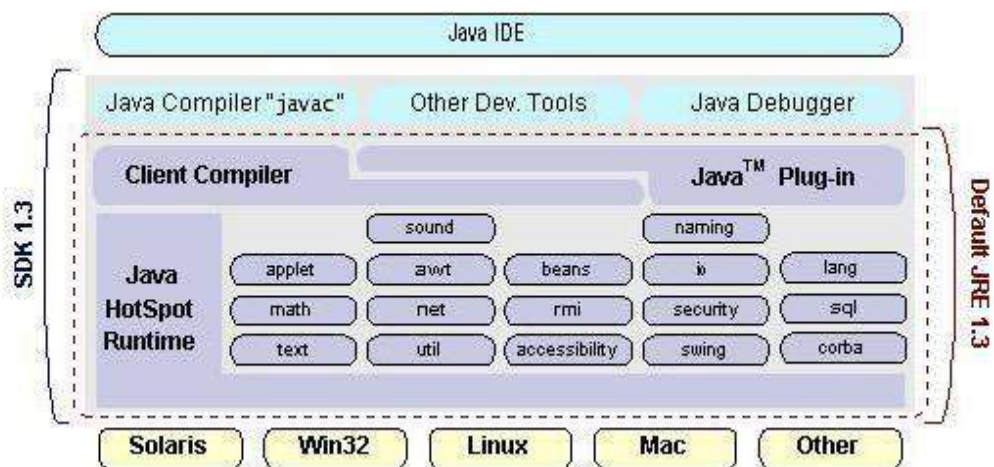 Java IDE
Java Compiler "javac"
Other Dev. Tools
Java Debugger
SDK 1.3
Default JRE 1.3
Client Compiler
Java™ Plug-in
Java
HotSpot
Runtime
sound
naming
applet
awt
beans
io
lang
math
net
rmi
security
sql
text
util
accessibility
swing
corba
Solaris
Win32
Linux
Mac
Other